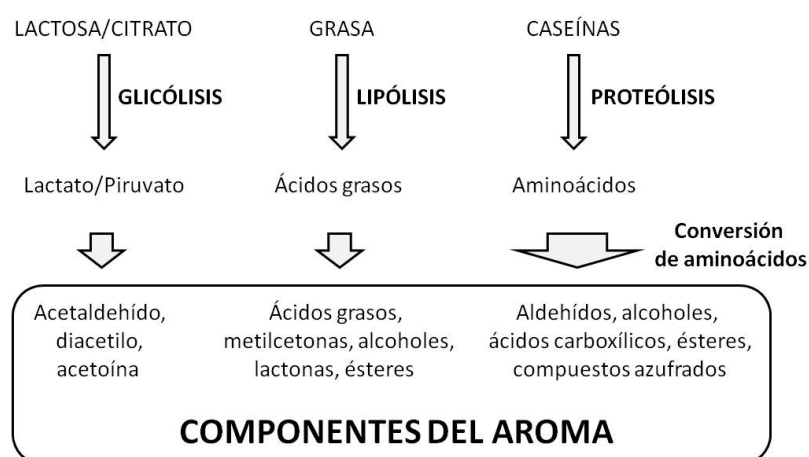 LACTOSA/CITRATO
GRASA
CASEÍNAS
GLICÓLISIS
LIPÓLISIS
PROTEÓLISIS
Lactato/Piruvato
Ácidos grasos
Aminoácidos
Conversión
de aminoácidos
Acetaldehído,
diacetilo,
acetoína
Ácidos grasos,
metilcetonas, alcoholes,
lactonas, ésteres
Aldehídos, alcoholes,
ácidos carboxílicos, ésteres,
compuestos azufrados
COMPONENTES DEL AROMA